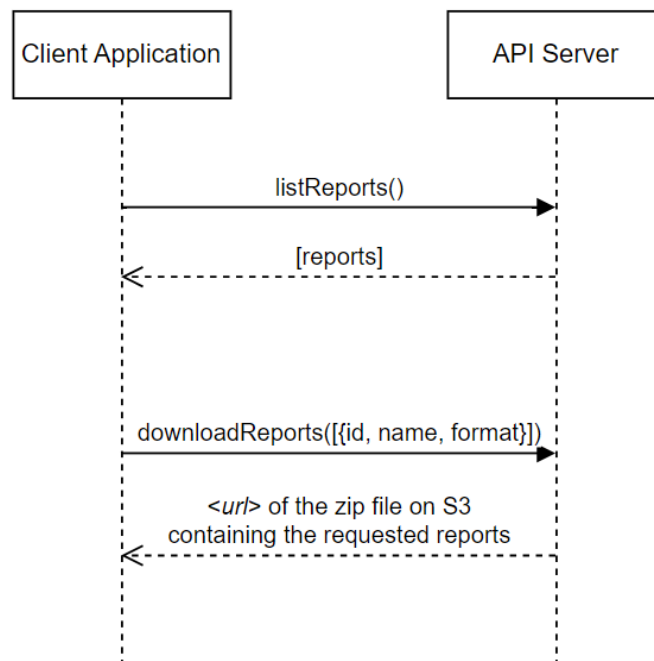 Client Application
API Server
listReports()
[reports]
downloadReports([{id, name, format}])
<url> of the zip file on S3
containing the requested reports